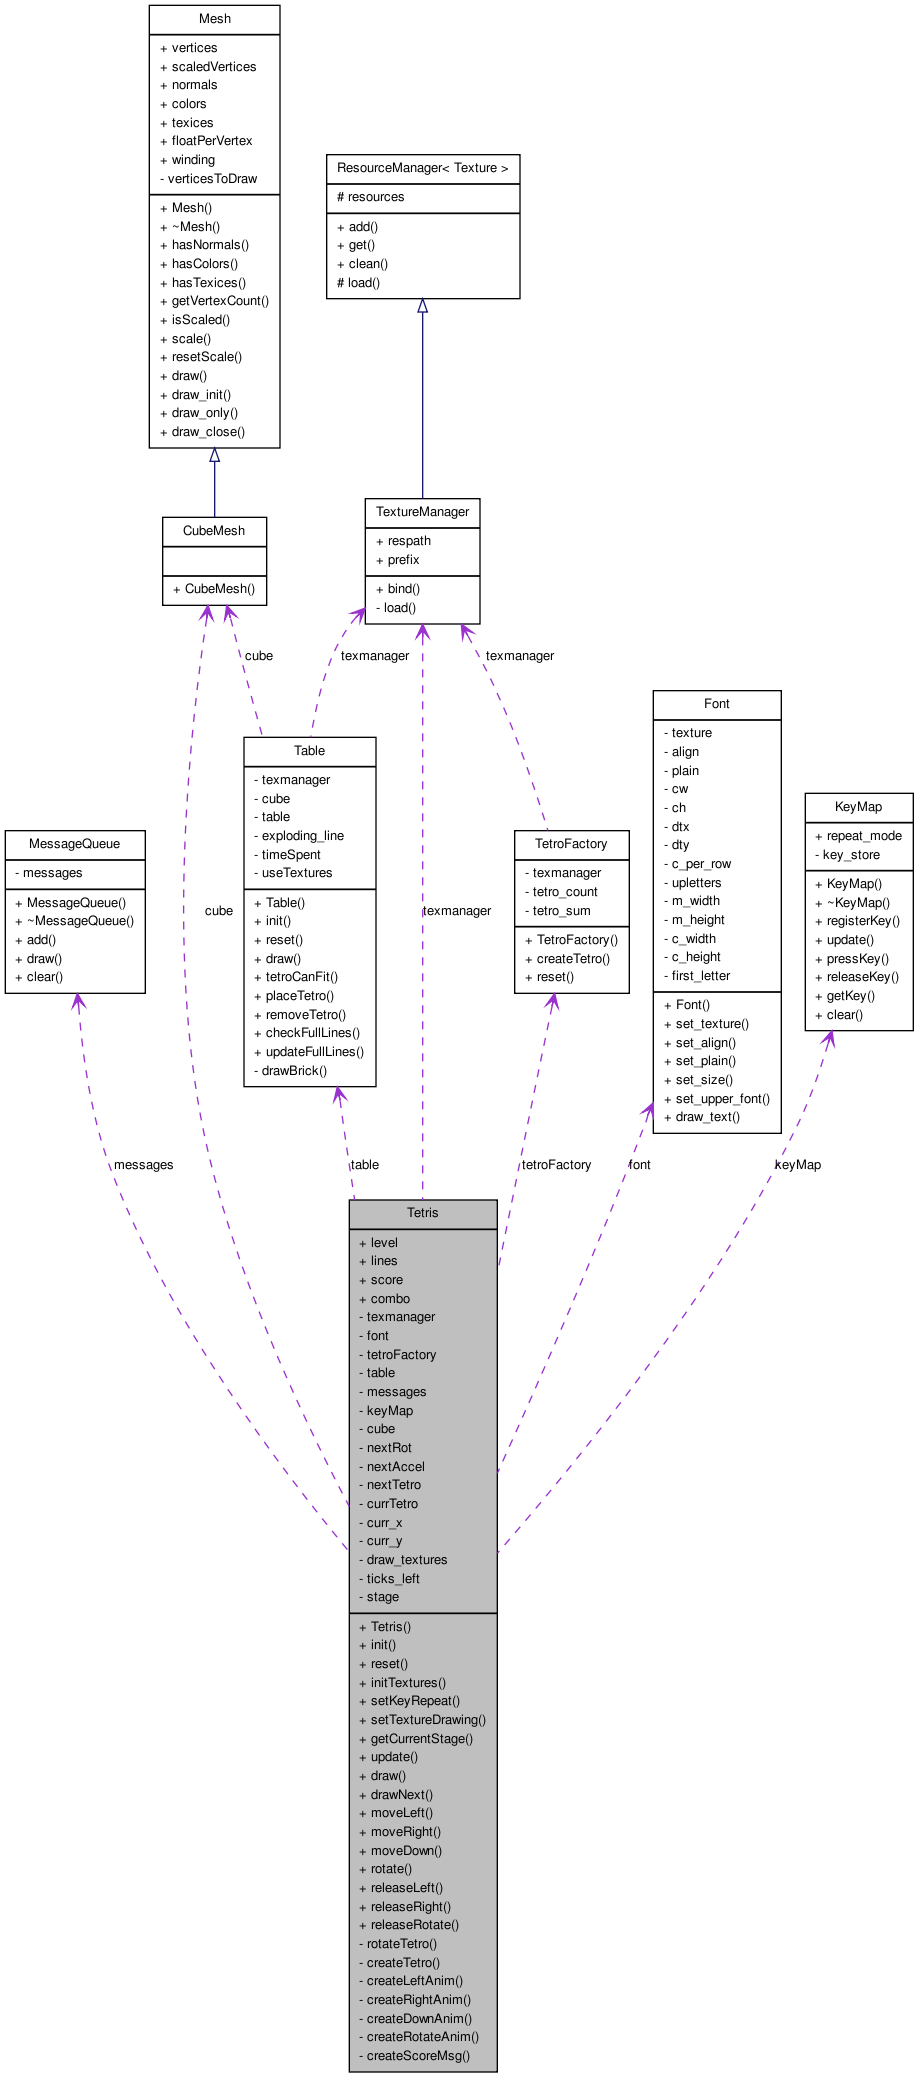 Mesh
+ vertices
+ scaledVertices
+ normals
+ colors
+ texices
+ floatPerVertex
+ winding
- verticesToDraw
+ Mesh()
+ ~Mesh()
+ hasNormals()
+ hasColors()
+ hasTexices()
+ getVertexCount()
+ isScaled()
+ scale()
+ resetScale()
+ draw()
+ draw_init()
+ draw_only()
+ draw_close()
ResourceManager< Texture >
# resources
+ add()
+ get()
+ clean()
# load()
CubeMesh
+ CubeMesh()
TextureManager
+ respath
+ prefix
+ bind()
- load()
cube
texmanager
texmanager
Table
- texmanager
- cube
- table
- exploding_line
- timeSpent
- useTextures
+ Table()
+ init()
+ reset()
+ draw()
+ tetroCanFit()
+ placeTetro()
+ removeTetro()
+ checkFullLines()
+ updateFullLines()
- drawBrick()
Font
- texture
- align
- plain
- cw
- ch
- dtx
- dty
- c_per_row
- upletters
- m_width
- m_height
- c_width
- c_height
- first_letter
+ Font()
+ set_texture()
+ set_align()
+ set_plain()
+ set_size()
+ set_upper_font()
+ draw_text()
KeyMap
+ repeat_mode
- key_store
+ KeyMap()
+ ~KeyMap()
+ registerKey()
+ update()
+ pressKey()
+ releaseKey()
+ getKey()
+ clear()
MessageQueue
- messages
+ MessageQueue()
+ ~MessageQueue()
+ add()
+ draw()
+ clear()
TetroFactory
- texmanager
- tetro_count
- tetro_sum
+ TetroFactory()
+ createTetro()
+ reset()
cube
texmanager
messages
table
tetroFactory
font
keyMap
Tetris
+ level
+ lines
+ score
+ combo
- texmanager
- font
- tetroFactory
- table
- messages
- keyMap
- cube
- nextRot
- nextAccel
- nextTetro
- currTetro
- curr_x
- curr_y
- draw_textures
- ticks_left
- stage
+ Tetris()
+ init()
+ reset()
+ initTextures()
+ setKeyRepeat()
+ setTextureDrawing()
+ getCurrentStage()
+ update()
+ draw()
+ drawNext()
+ moveLeft()
+ moveRight()
+ moveDown()
+ rotate()
+ releaseLeft()
+ releaseRight()
+ releaseRotate()
- rotateTetro()
- createTetro()
- createLeftAnim()
- createRightAnim()
- createDownAnim()
- createRotateAnim()
- createScoreMsg()